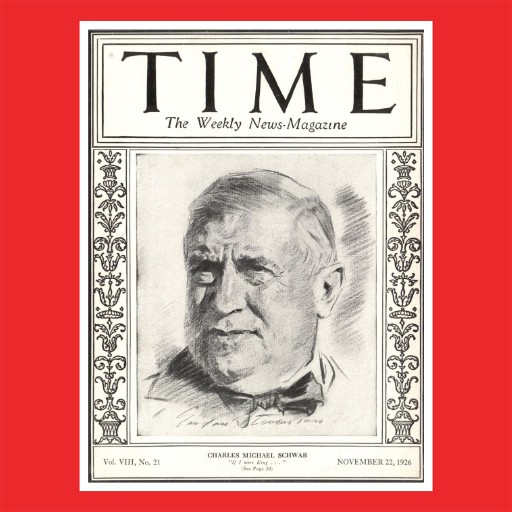 TIME
The Weekly News-Magazine
Vol. VIII, No. 21
CHARLES MICHAEL SCHWAB
"If I were King . . ."
(See Page 30)
NOVEMBER 22, 1926